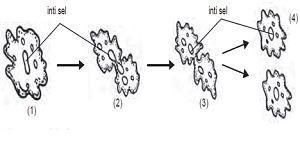 inti sel
inti sel
(4)
(1)
(2)
(3)